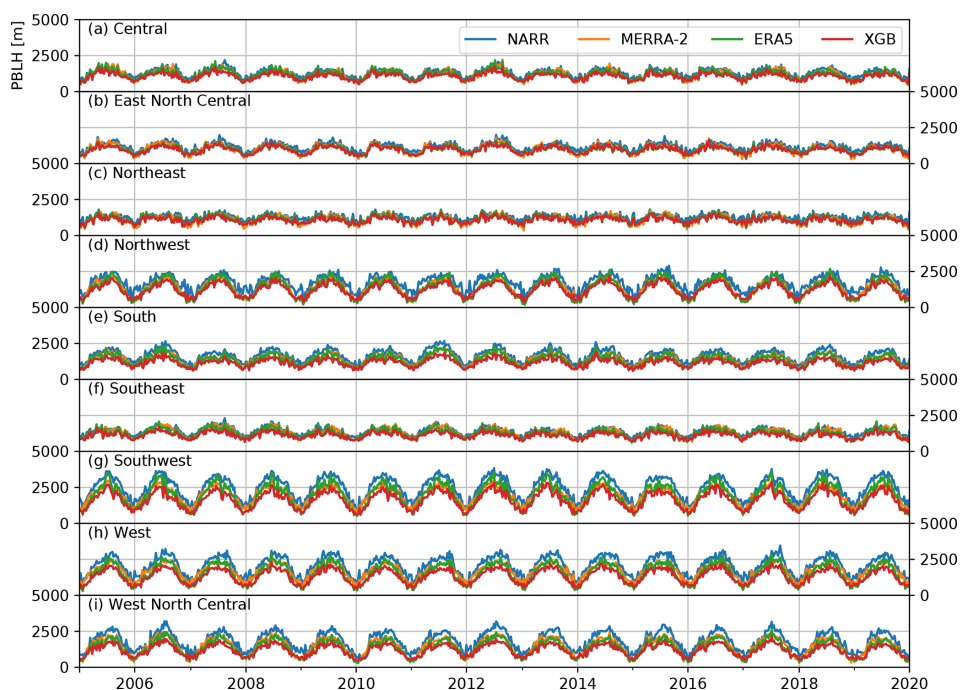 5000
(a) Central
NARR MERRA-2 ERA5 XGB
PBLH [m]
2500
0
5000
(b) East North Central
2500
5000
0
(c) Northeast
2500
0
5000
(d) Northwest
2500
5000
0
(e) South
2500
0
5000
(f) Southeast
2500
5000
0
(g) Southwest
2500
0
5000
(h) West
2500
5000
0
(i) West North Central
2500
0
2006 2008 2010 2012 2014 2016 2018 2020